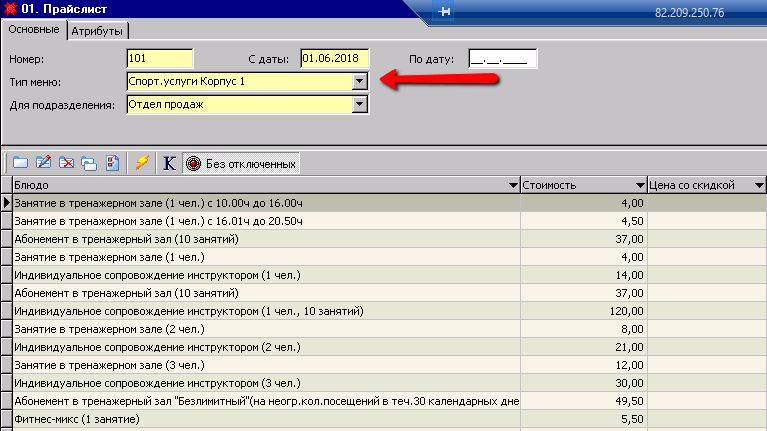 01. Прайслист
82.209.250.76
Основные Атрибуты
Номер: 101 С даты: 01.06.2018 По дату: __.__.____
Тип меню: Спорт.услуги Корпус 1
Для подразделения: Отдел продаж
K Без отключенных
Блюдо Стоимость Цена со скидкой
Занятие в тренажерном зале (1 чел.) с 10.00ч до 16.00ч 4,00
Занятие в тренажерном зале (1 чел.) с 16.01ч до 20.50ч 4,50
Абонемент в тренажерный зал (10 занятий) 37,00
Занятие в тренажерном зале (1 чел.) 4,00
Индивидуальное сопровождение инструктором (1 чел.) 14,00
Абонемент в тренажерный зал (10 занятий) 37,00
Индивидуальное сопровождение инструктором (1 чел., 10 занятий) 120,00
Занятие в тренажерном зале (2 чел.) 8,00
Индивидуальное сопровождение инструктором (2 чел.) 21,00
Занятие в тренажерном зале (3 чел.) 12,00
Индивидуальное сопровождение инструктором (3 чел.) 30,00
Абонемент в тренажерный зал "Безлимитный"(на неогр.кол.посещений в теч.30 календарных дне 49,50
Фитнес-микс (1 занятие) 5,50